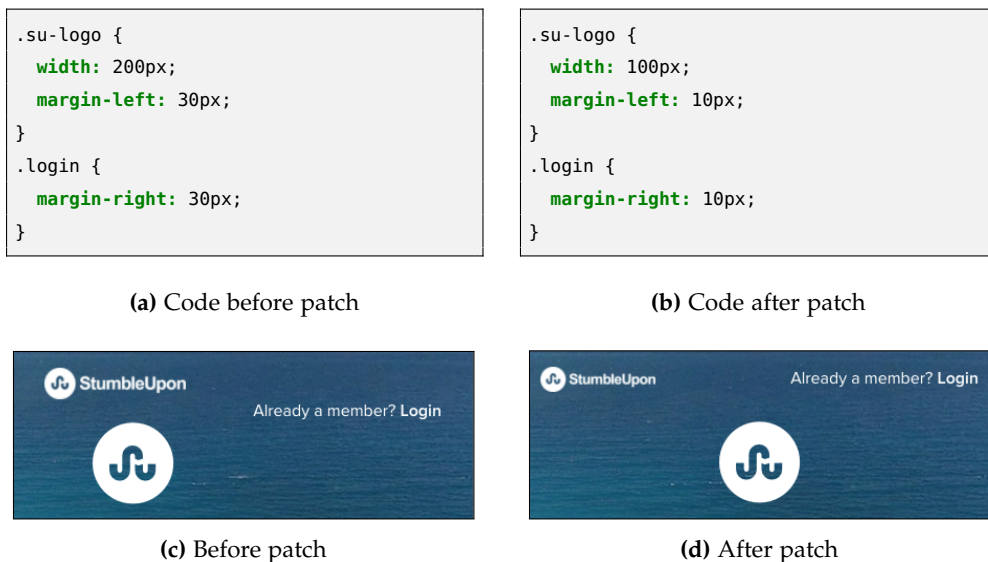 .su-logo {
  width: 200px;
  margin-left: 30px;
}
.login {
  margin-right: 30px;
}
(a) Code before patch
.su-logo {
  width: 100px;
  margin-left: 10px;
}
.login {
  margin-right: 10px;
}
(b) Code after patch
StumbleUpon
Already a member? Login
(c) Before patch
StumbleUpon
Already a member? Login
(d) After patch